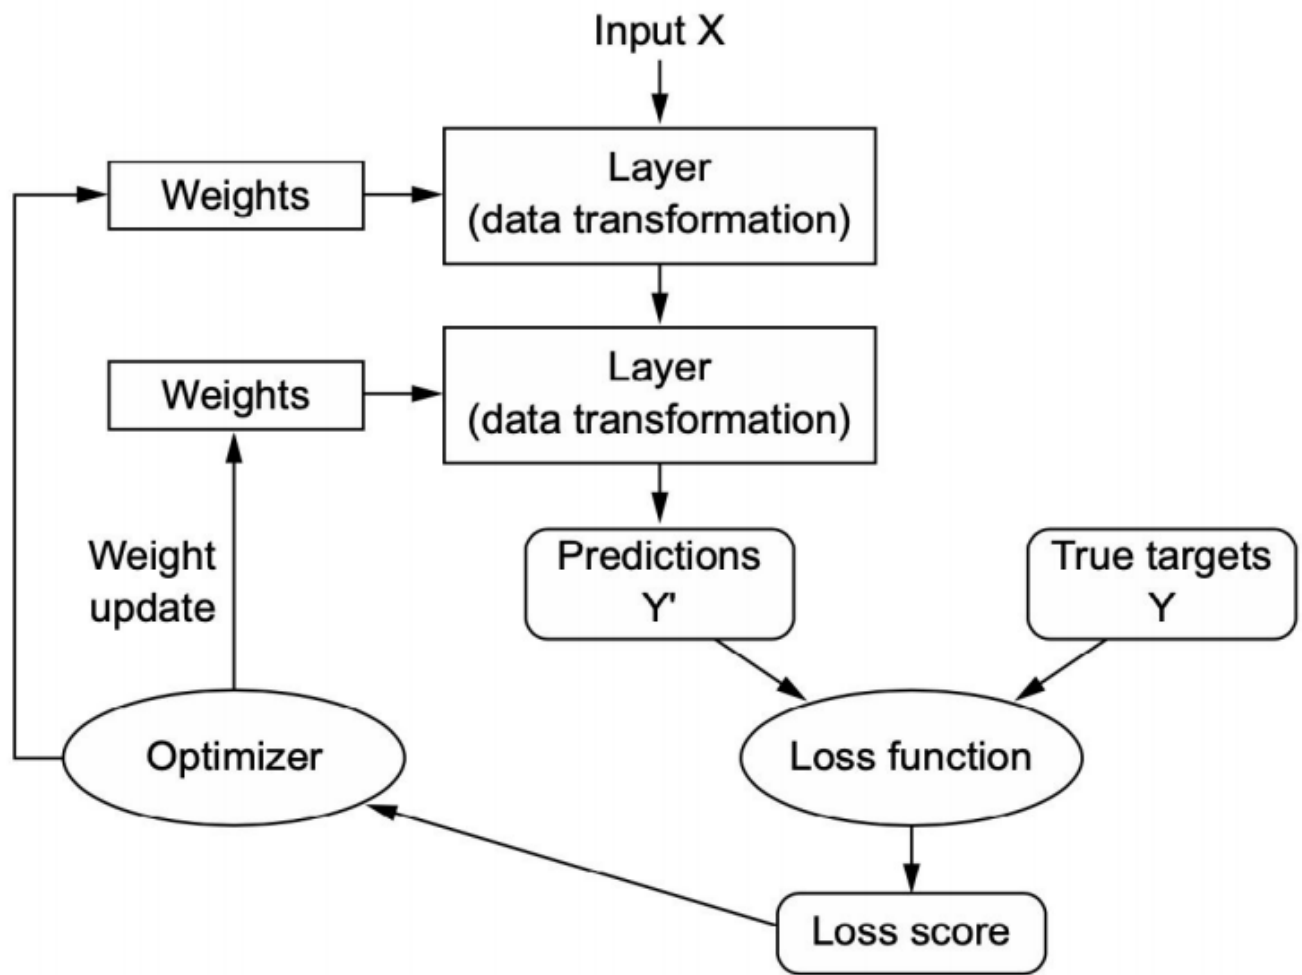 Input X
Layer
(data transformation)
Weights
Layer
(data transformation)
Weights
Weight
update
Predictions
Y'
True targets
Y
Optimizer
Loss function
Loss score